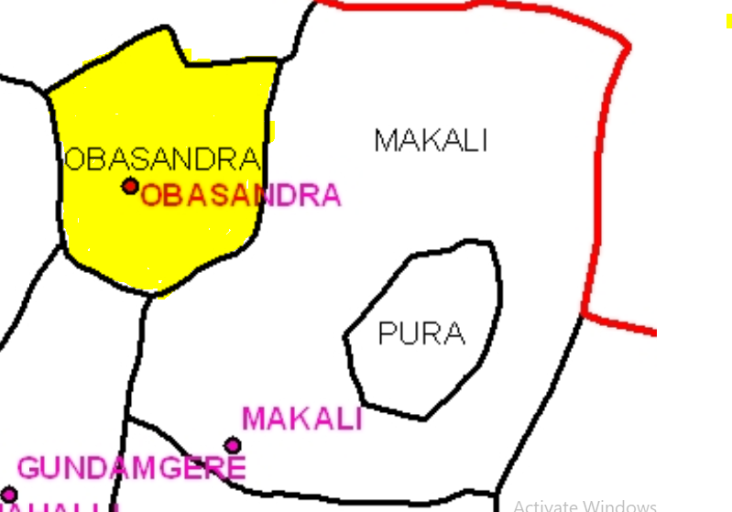 MAKALI
OBASANDRA
OBASANDRA
PURA
MAKALI
GUNDAMGERE
Activate Windows